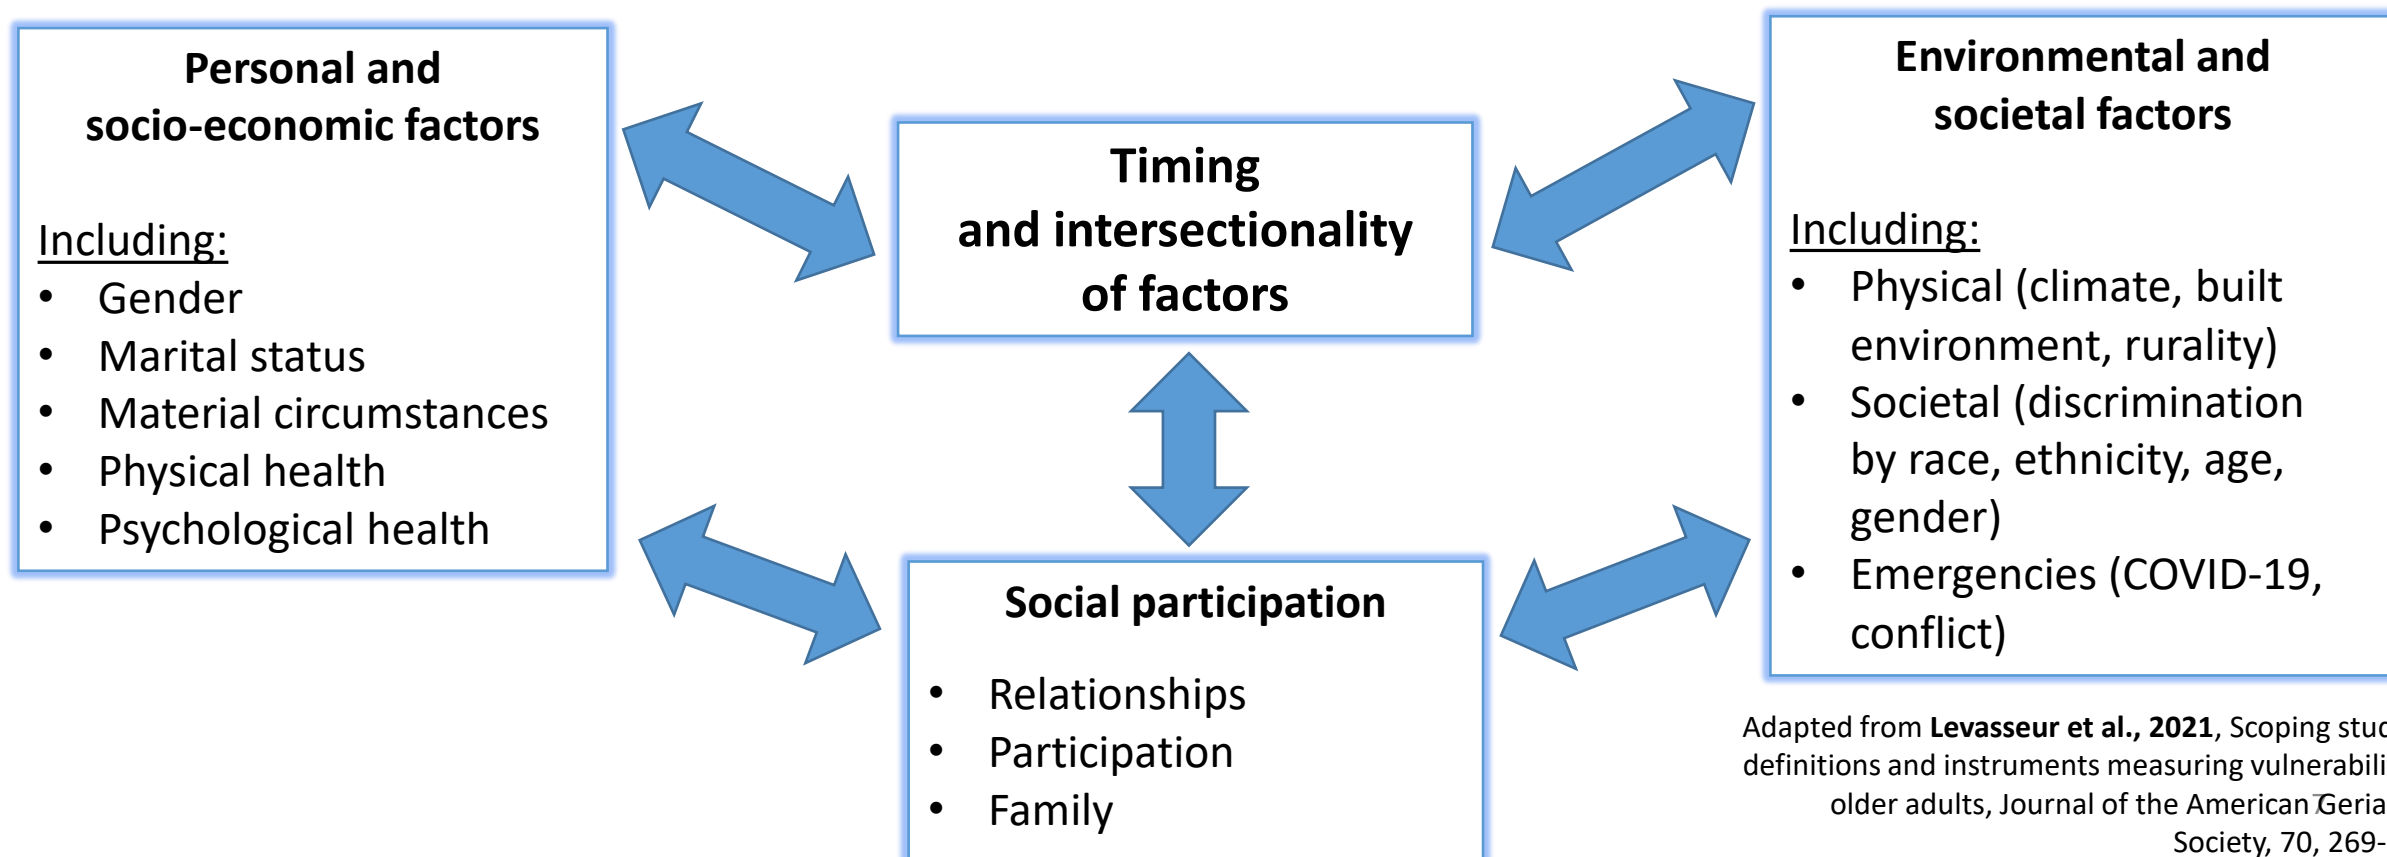 Personal and
socio-economic factors
Including:
• Gender
• Marital status
• Material circumstances
• Physical health
• Psychological health
Timing
and intersectionality
of factors
Social participation
• Relationships
• Participation
• Family
Environmental and
societal factors
Including:
• Physical (climate, built
environment, rurality)
• Societal (discrimination
by race, ethnicity, age,
gender)
• Emergencies (COVID-19,
conflict)
Adapted from Levasseur et al., 2021, Scoping
definitions and instruments measuring
older adults, Journal of the American
7
Society, 70, 269-